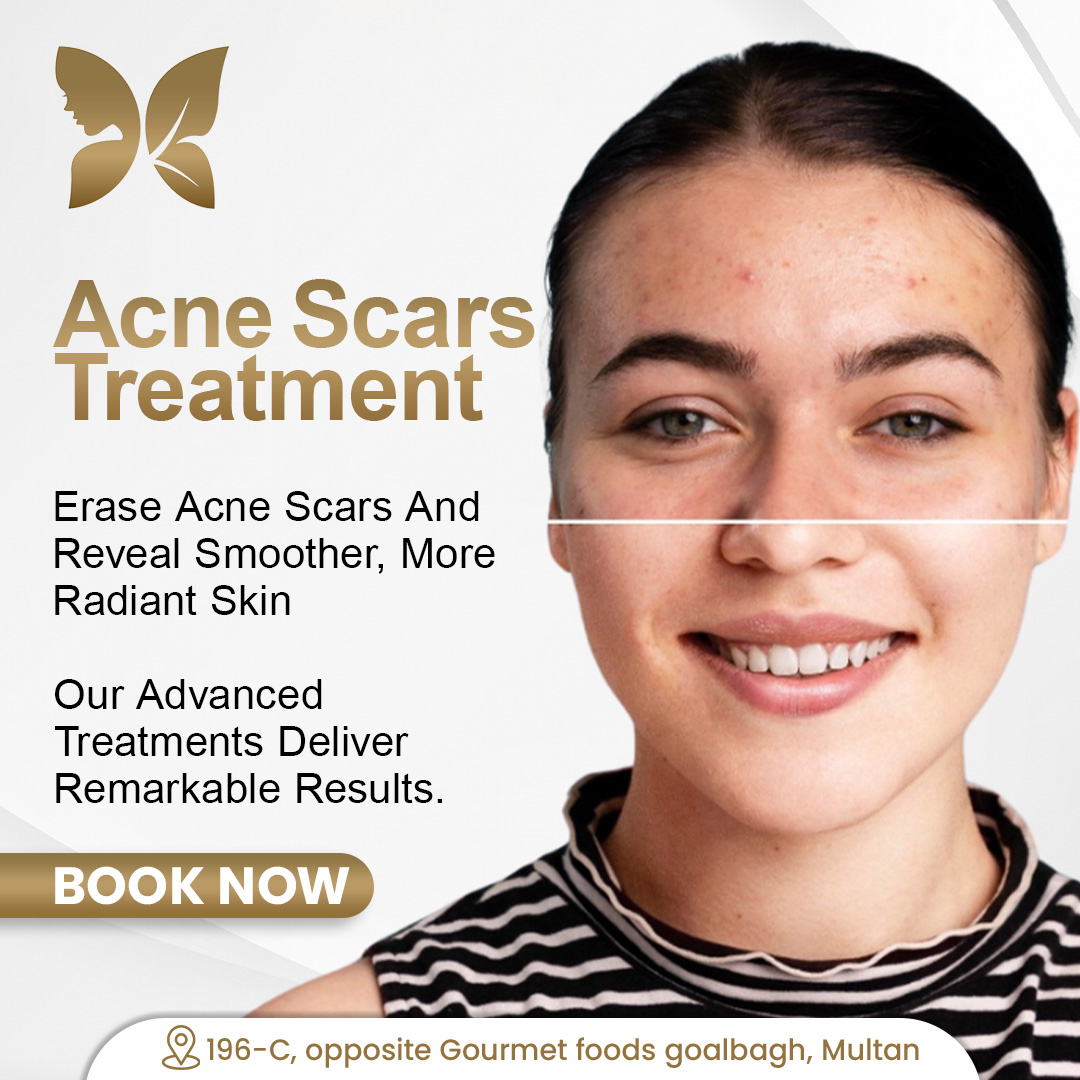 Acne Scars
Treatment
Erase Acne Scars And
Reveal Smoother, More
Radiant Skin
Our Advanced
Treatments Deliver
Remarkable Results.
BOOK NOW
196-C, opposite Gourmet foods goalbagh, Multan